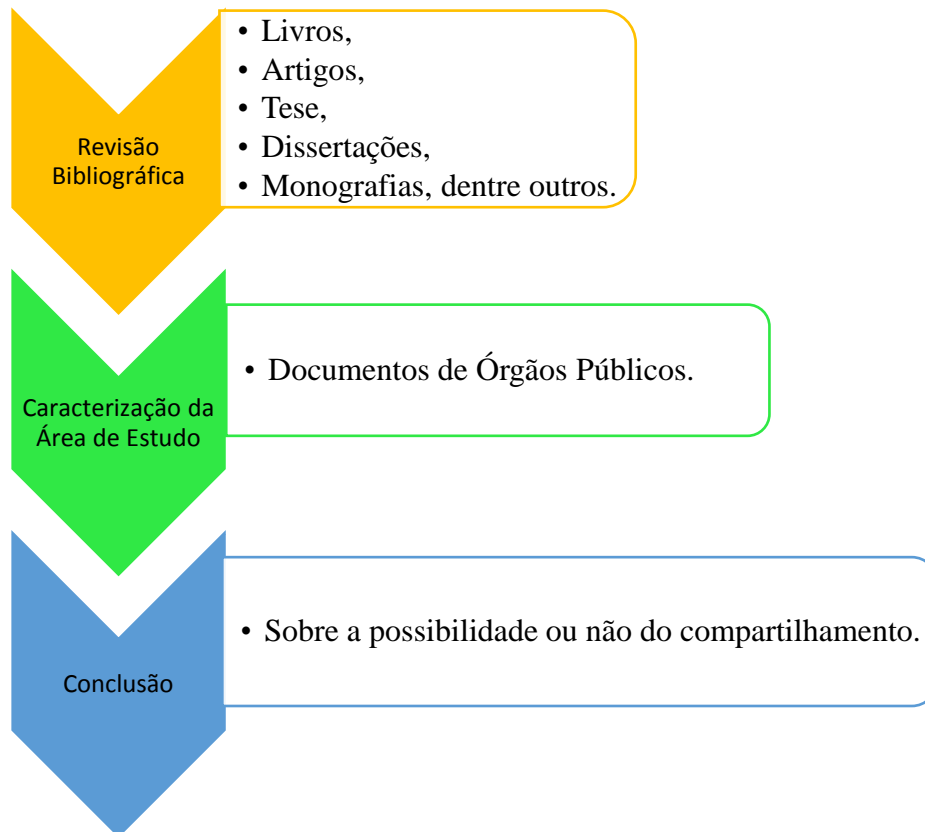 Revisão
Bibliográfica
• Livros,
• Artigos,
• Tese,
• Dissertações,
• Monografias, dentre outros.
Caracterização da
Área de Estudo
• Documentos de Órgãos Públicos.
Conclusão
• Sobre a possibilidade ou não do compartilhamento.